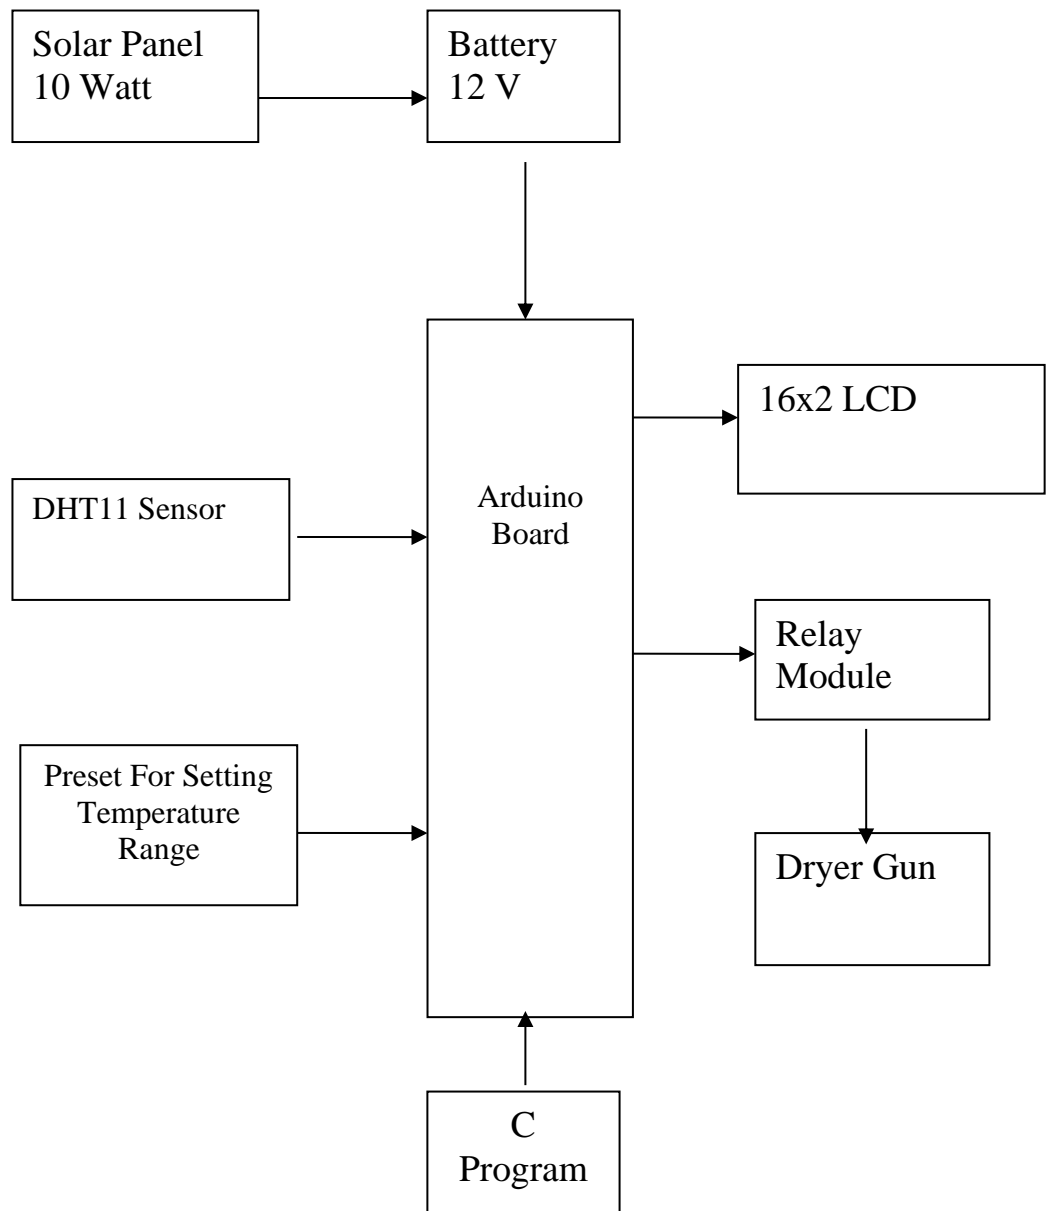 Solar Panel
10 Watt
Battery
12 V
16x2 LCD
DHT11 Sensor
Arduino
Board
Relay
Module
Preset For Setting
Temperature
Range
Dryer Gun
C
Program